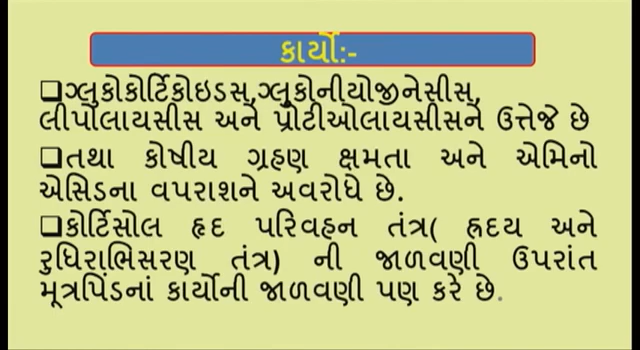 કાર્યો:-
❑ગ્લુકોકોર્ટિકોઇડસ્,ગ્લુકોનીયોજીનેસીસ્,
લીપોલાયસીસ અને પ્રોટીઓલાયસીસને ઉત્તેજે છે
❑તથા કોષીય ગ્રહણ ક્ષમતા અને એમિનો
એસિડના વપરાશને અવરોધે છે.
❑કોર્ટિસોલ હૃદ પરિવહન તંત્ર( હ્રદય અને
રુધિરાભિસરણ તંત્ર) ની જાળવણી ઉપરાંત
મૂત્રપિંડનાં કાર્યોની જાળવણી પણ કરે છે.